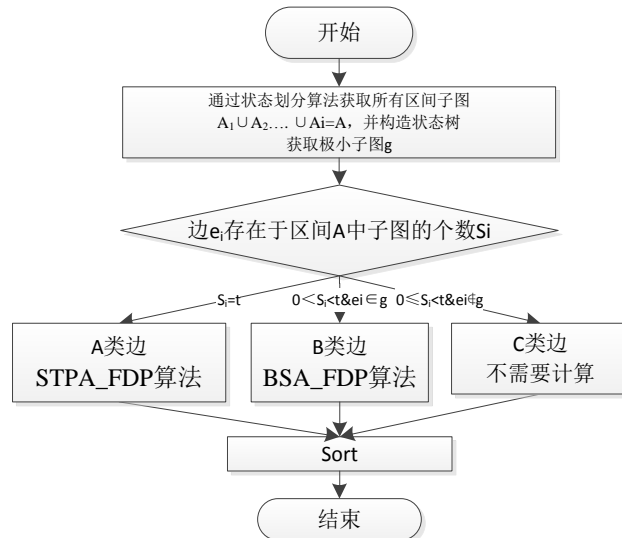 开始
通过状态划分算法获取所有区间子图
A₁∪A₂.... ∪Ai=A，并构造状态树
获取极小子图g
边eᵢ存在于区间A中子图的个数Si
Sᵢ=t
0＜Sᵢ<t&ei∈g
0≤Sᵢ<t&ei∉g
A类边
STPA_FDP算法
B类边
BSA_FDP算法
C类边
不需要计算
Sort
结束